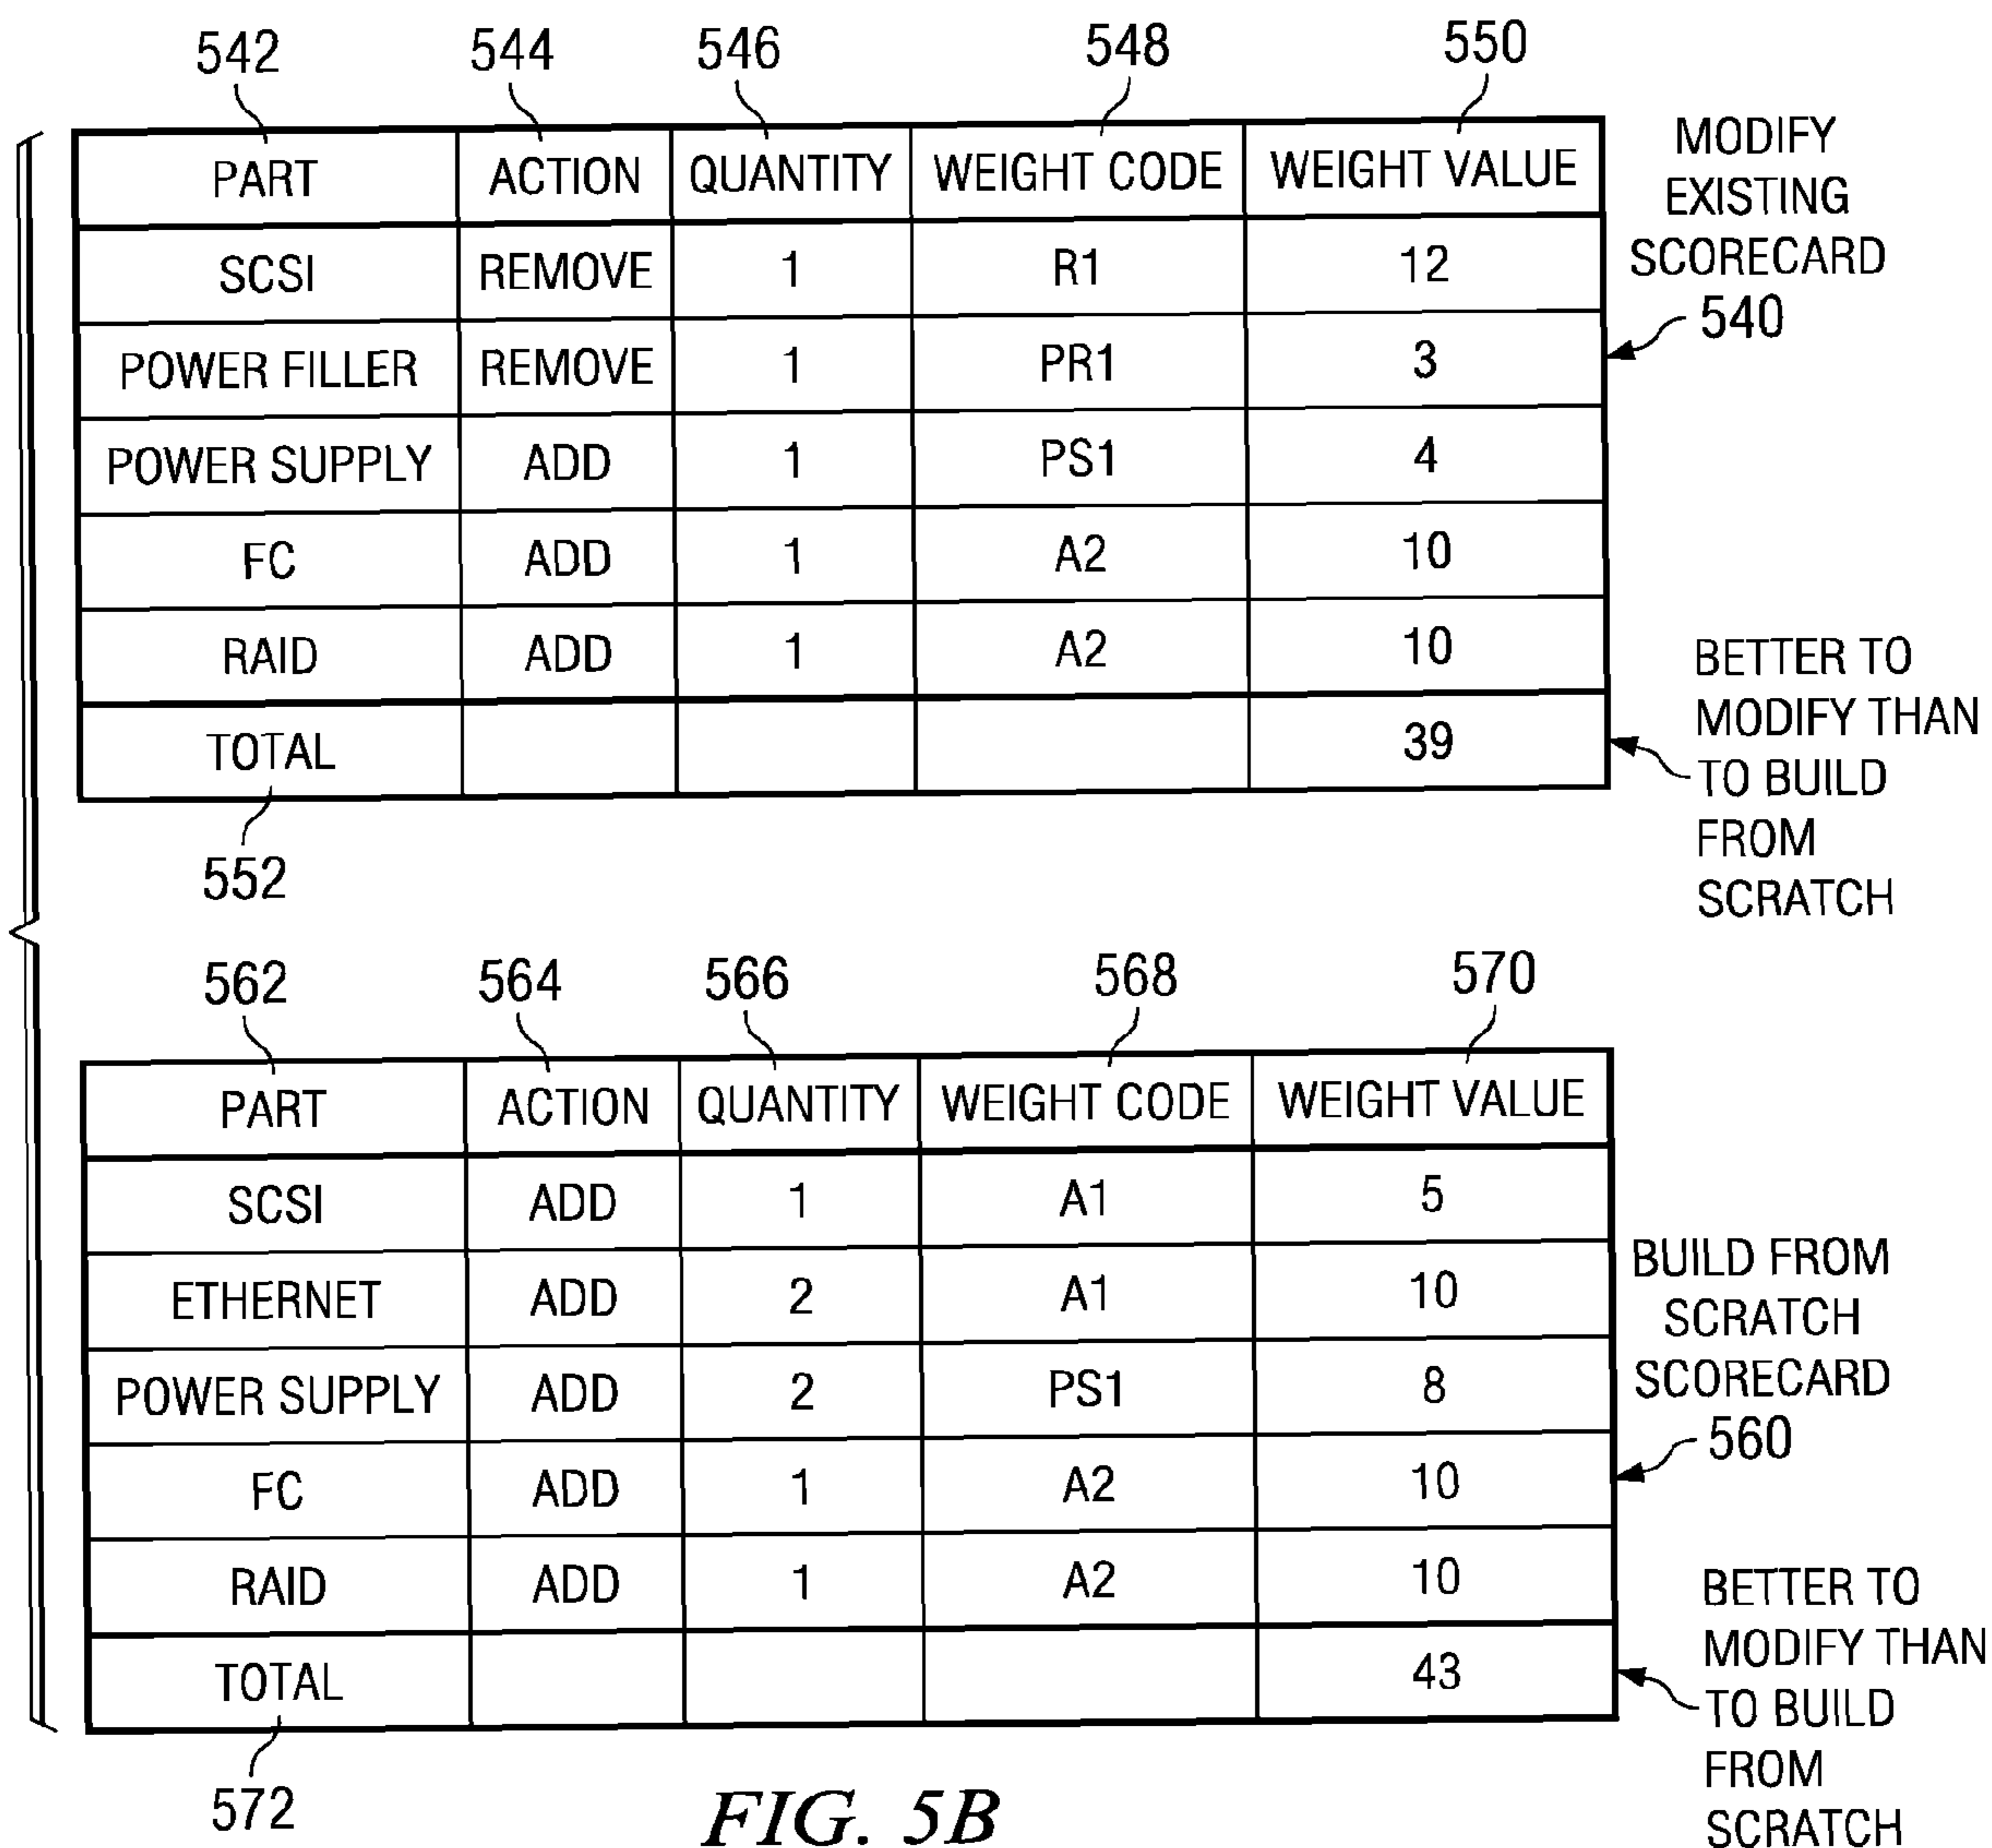 542 544 546 548 550
PART ACTION QUANTITY WEIGHT CODE WEIGHT VALUE
SCSI REMOVE 1 R1 12
POWER FILLER REMOVE 1 PR1 3
POWER SUPPLY ADD 1 PS1 4
FC ADD 1 A2 10
RAID ADD 1 A2 10
TOTAL 39
552
MODIFY
EXISTING
SCORECARD
540
BETTER TO
MODIFY THAN
TO BUILD
FROM
SCRATCH
562 564 566 568 570
PART ACTION QUANTITY WEIGHT CODE WEIGHT VALUE
SCSI ADD 1 A1 5
ETHERNET ADD 2 A1 10
POWER SUPPLY ADD 2 PS1 8
FC ADD 1 A2 10
RAID ADD 1 A2 10
TOTAL 43
572
BUILD FROM
SCRATCH
SCORECARD
560
BETTER TO
MODIFY THAN
TO BUILD
FROM
SCRATCH
FIG. 5B